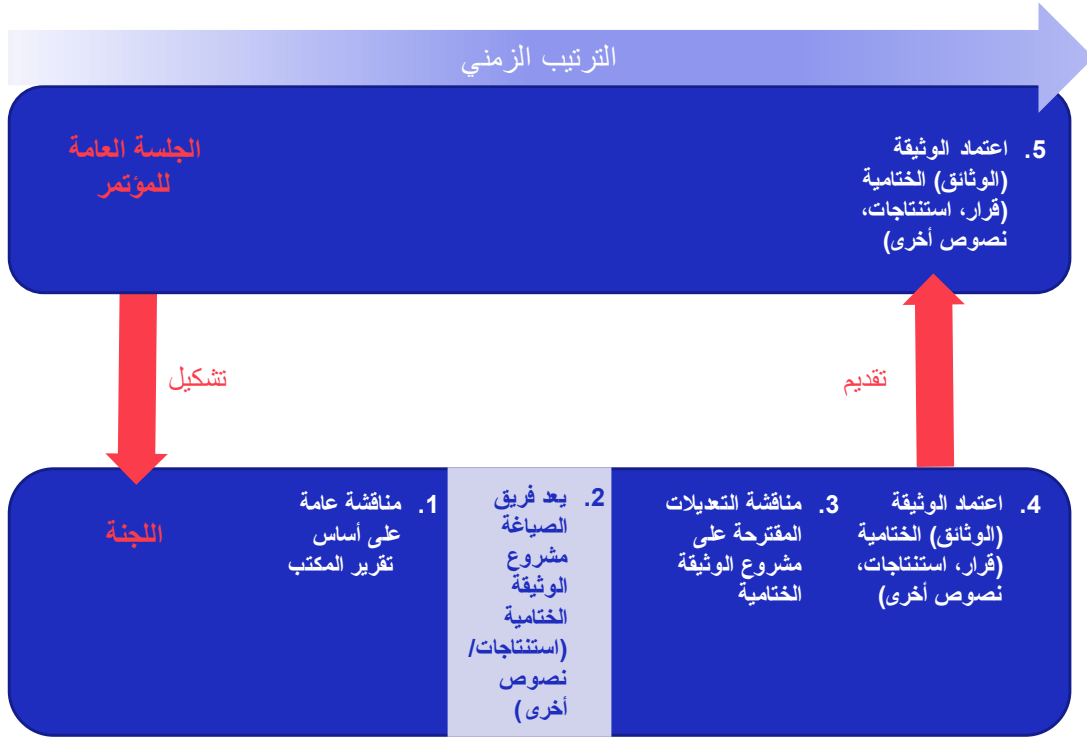 الترتيب الزمني
الجلسة العامة
للمؤتمر
5. اعتماد الوثيقة
(الوثائق) الختامية
(قرار، استنتاجات،
نصوص أخرى)
تشكيل
تقديم
اللجنة
1. مناقشة عامة
على أساس
تقرير المكتب
2. يعد فريق
الصياغة
مشروع
الوثيقة
الختامية
(استنتاجات/
نصوص
أخرى)
3. مناقشة التعديلات
المقترحة على
مشروع الوثيقة
الختامية
4. اعتماد الوثيقة
(الوثائق) الختامية
(قرار، استنتاجات،
نصوص أخرى)